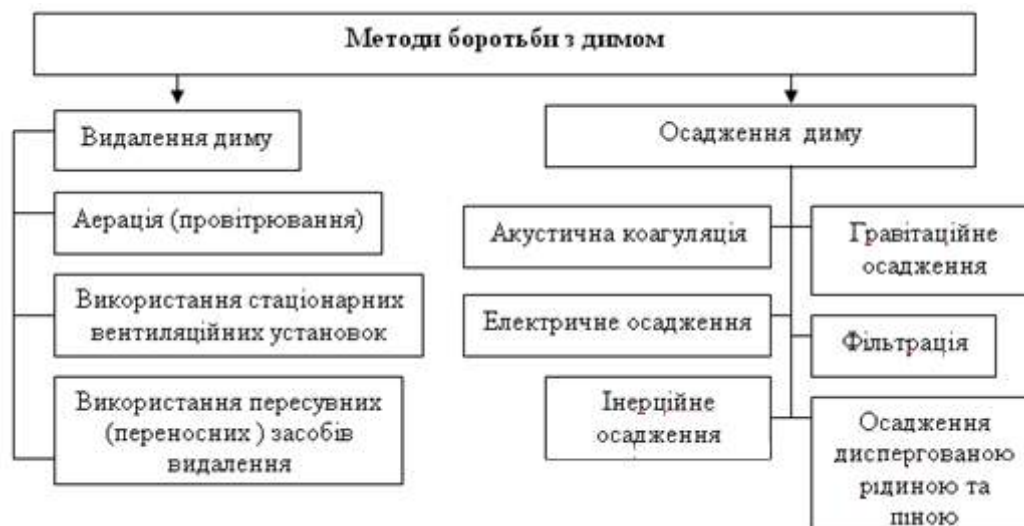 Методи боротьби з димом
Видалення диму
Аерація (провітрювання)
Використання стаціонарних
вентиляційних установок
Використання пересувних
(переносних ) засобів
видалення
Осадження диму
Акустична коагуляція
Гравітаційне
осадження
Електричне осадження
Фільтрація
Інерційне
осадження
Осадження
диспергованою
рідиною та
піною